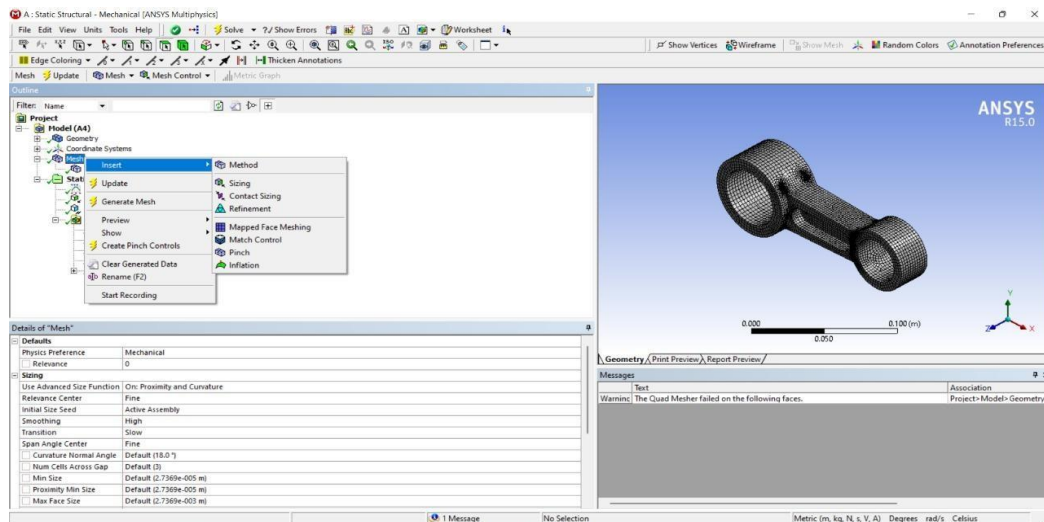 A : Static Structural - Mechanical [ANSYS Multiphysics]
File Edit View Units Tools Help Solve ?/ Show Errors Worksheet
Show Vertices Wireframe Show Mesh Random Colors Annotation Preferences
Edge Coloring Thicken Annotations
Mesh Update Mesh Mesh Control Metric Graph
Outline
Filter: Name
Project
Model (A4)
Geometry
Coordinate Systems
Mesh
Stati
Insert
Update
Generate Mesh
Preview
Show
Create Pinch Controls
Clear Generated Data
Rename (F2)
Start Recording
Method
Sizing
Contact Sizing
Refinement
Mapped Face Meshing
Match Control
Pinch
Inflation
ANSYS
R15.0
Y
Z X
0.000 0.100 (m)
0.050
Geometry Print Preview Report Preview
Details of "Mesh"
Defaults
Physics Preference Mechanical
Relevance 0
Sizing
Use Advanced Size Function On: Proximity and Curvature
Relevance Center Fine
Initial Size Seed Active Assembly
Smoothing High
Transition Slow
Span Angle Center Fine
Curvature Normal Angle Default (18.0 °)
Num Cells Across Gap Default (3)
Min Size Default (2.7369e-005 m)
Proximity Min Size Default (2.7369e-005 m)
Max Face Size Default (2.7369e-003 m)
Messages
Text Association
Warning The Quad Mesher failed on the following faces. Project>Model>Geometry
1 Message No Selection Metric (m, kg, N, s, V, A) Degrees rad/s Celsius